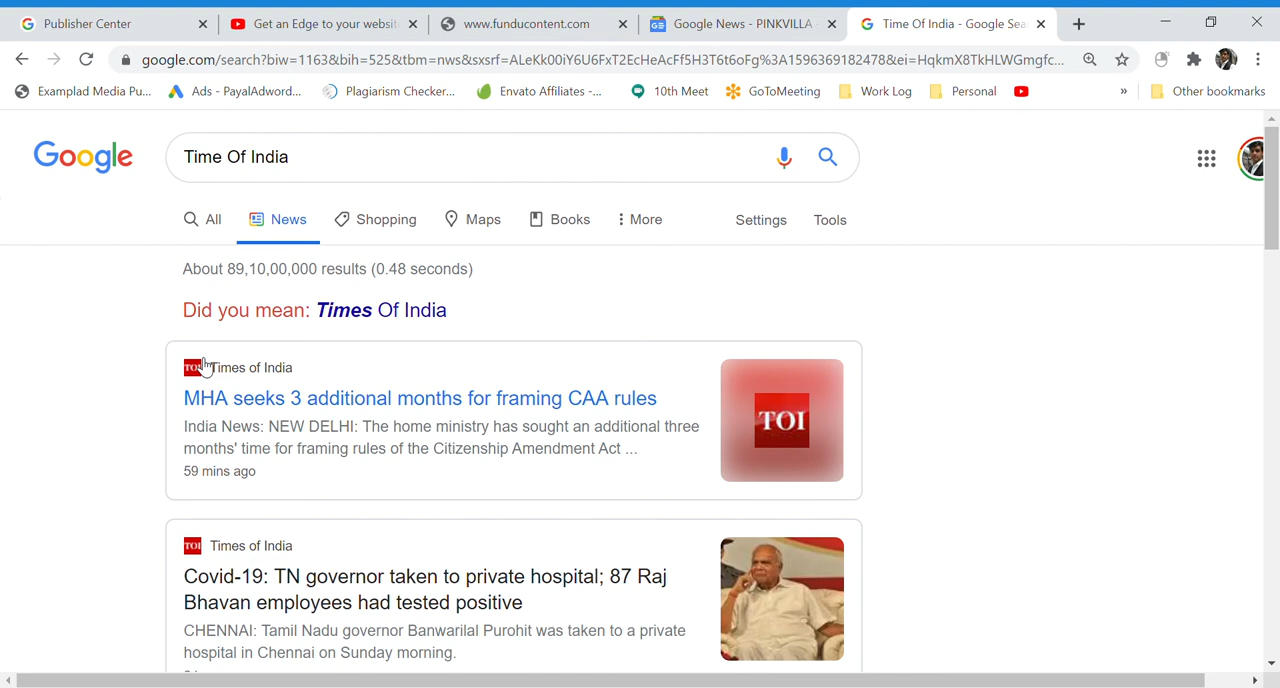 Publisher Center
Get an Edge to your websit
www.funducontent.com
Google News - PINKVILLA -
Time Of India - Google Sea
google.com/search?biw=1163&bih=525&tbm=nws&sxsrf=ALeKk00iY6U6FxT2EcHeAcFf5H3T6t6oFg%3A1596369182478&ei=HqkmX8TkHLWGmgfc...
Examplad Media Pu...
Ads - PayalAdword...
Plagiarism Checker...
Envato Affiliates -...
10th Meet
GoToMeeting
Work Log
Personal
»
Other bookmarks
Google
Time Of India
All
News
Shopping
Maps
Books
More
Settings
Tools
About 89,10,00,000 results (0.48 seconds)
Did you mean: Times Of India
TOI Times of India
MHA seeks 3 additional months for framing CAA rules
India News: NEW DELHI: The home ministry has sought an additional three
months' time for framing rules of the Citizenship Amendment Act ...
59 mins ago
TOI
TOI Times of India
Covid-19: TN governor taken to private hospital; 87 Raj
Bhavan employees had tested positive
CHENNAI: Tamil Nadu governor Banwarilal Purohit was taken to a private
hospital in Chennai on Sunday morning.